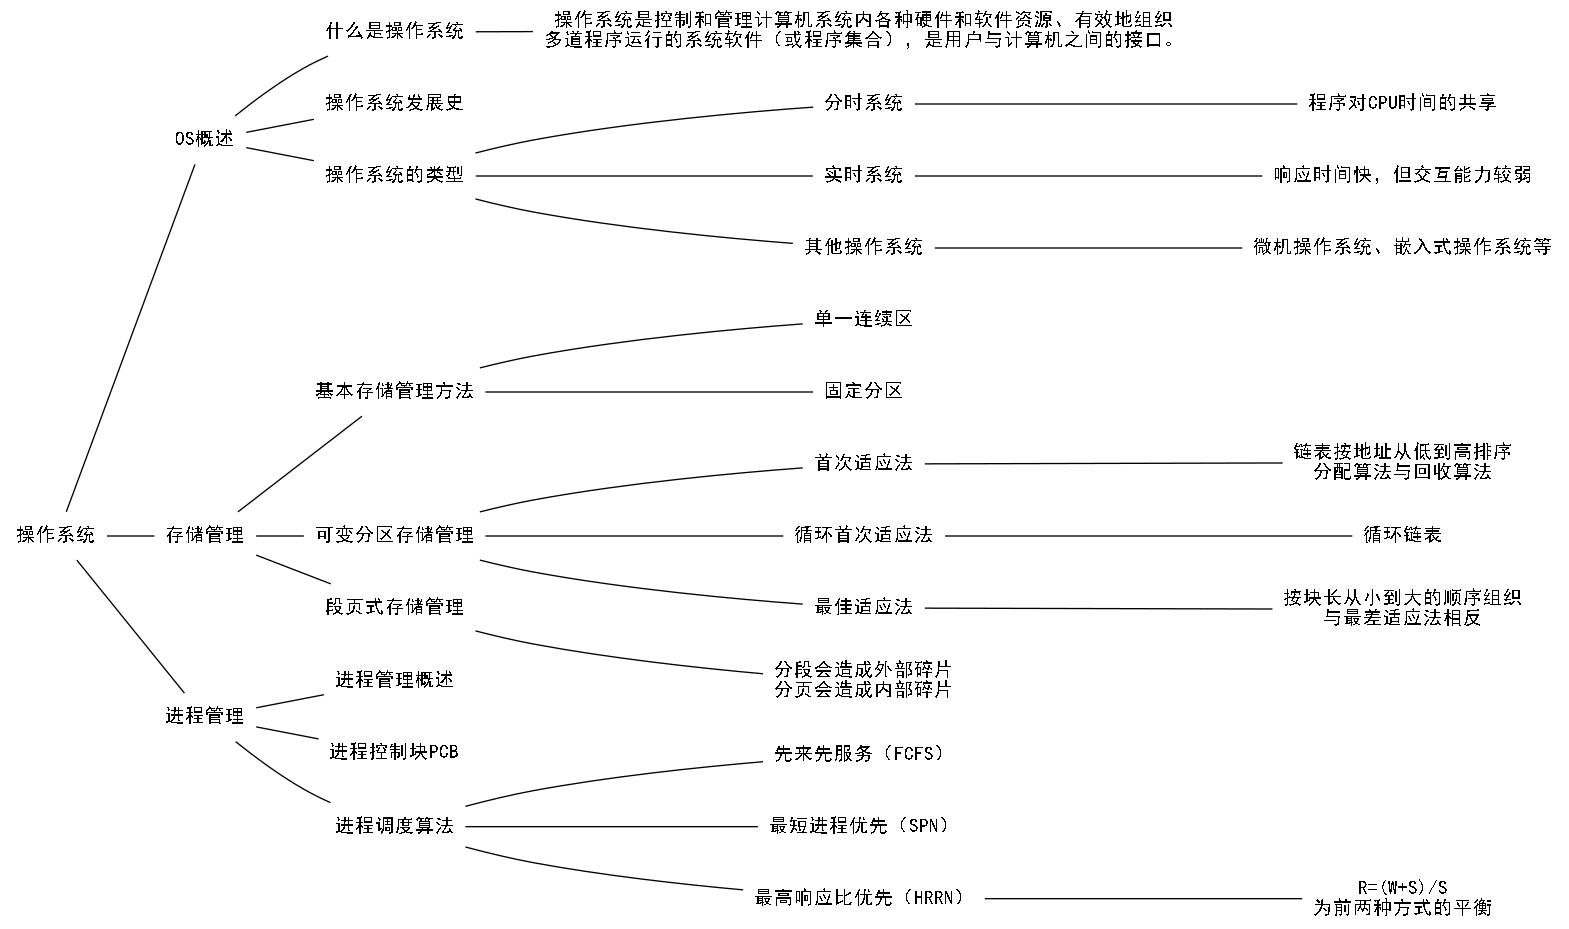 什么是操作系统
操作系统是控制和管理计算机系统内各种硬件和软件资源、有效地组织
多道程序运行的系统软件（或程序集合），是用户与计算机之间的接口。
操作系统发展史
分时系统
程序对CPU时间的共享
OS概述
操作系统的类型
实时系统
响应时间快，但交互能力较弱
其他操作系统
微机操作系统、嵌入式操作系统等
单一连续区
基本存储管理方法
固定分区
首次适应法
链表按地址从低到高排序
分配算法与回收算法
操作系统
存储管理
可变分区存储管理
循环首次适应法
循环链表
段页式存储管理
最佳适应法
按块长从小到大的顺序组织
与最差适应法相反
分段会造成外部碎片
分页会造成内部碎片
进程管理概述
进程管理
进程控制块PCB
先来先服务（FCFS）
进程调度算法
最短进程优先（SPN）
最高响应比优先（HRRN）
R=(W+S)/S
为前两种方式的平衡